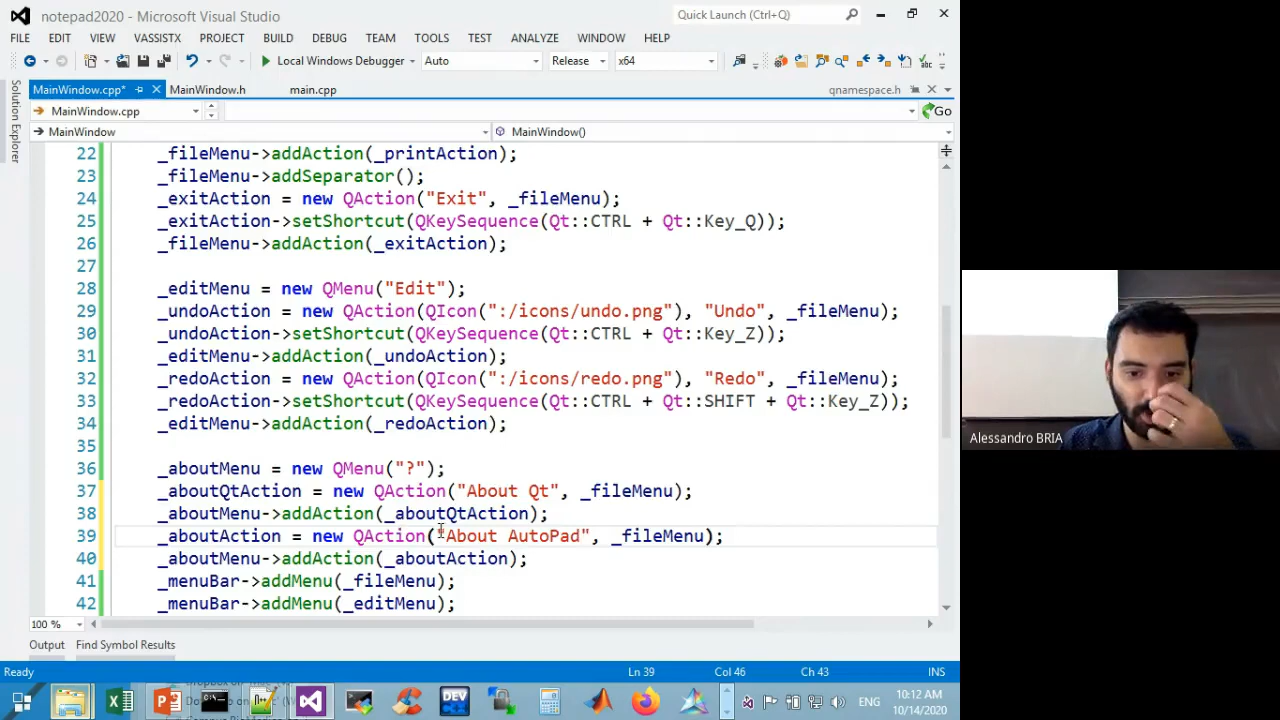 notepad2020 - Microsoft Visual Studio
Quick Launch (Ctrl+Q)
FILE EDIT VIEW VASSISTX PROJECT BUILD DEBUG TEAM TOOLS TEST ANALYZE WINDOW HELP
Local Windows Debugger Auto Release x64
MainWindow.cpp* MainWindow.h main.cpp qnamespace.h
MainWindow.cpp Go
MainWindow MainWindow()
Solution Explorer
22 _fileMenu->addAction(_printAction);
23 _fileMenu->addSeparator();
24 _exitAction = new QAction("Exit", _fileMenu);
25 _exitAction->setShortcut(QKeySequence(Qt::CTRL + Qt::Key_Q));
26 _fileMenu->addAction(_exitAction);
27
28 _editMenu = new QMenu("Edit");
29 _undoAction = new QAction(QIcon(":/icons/undo.png"), "Undo", _fileMenu);
30 _undoAction->setShortcut(QKeySequence(Qt::CTRL + Qt::Key_Z));
31 _editMenu->addAction(_undoAction);
32 _redoAction = new QAction(QIcon(":/icons/redo.png"), "Redo", _fileMenu);
33 _redoAction->setShortcut(QKeySequence(Qt::CTRL + Qt::SHIFT + Qt::Key_Z));
34 _editMenu->addAction(_redoAction);
35
36 _aboutMenu = new QMenu("?");
37 _aboutQtAction = new QAction("About Qt", _fileMenu);
38 _aboutMenu->addAction(_aboutQtAction);
39 _aboutAction = new QAction("About AutoPad", _fileMenu);
40 _aboutMenu->addAction(_aboutAction);
41 _menuBar->addMenu(_fileMenu);
42 _menuBar->addMenu(_editMenu);
100 %
Output Find Symbol Results
Ready Ln 39 Col 46 Ch 43 INS
DEV
ENG
10:12 AM
10/14/2020
Alessandro BRIA